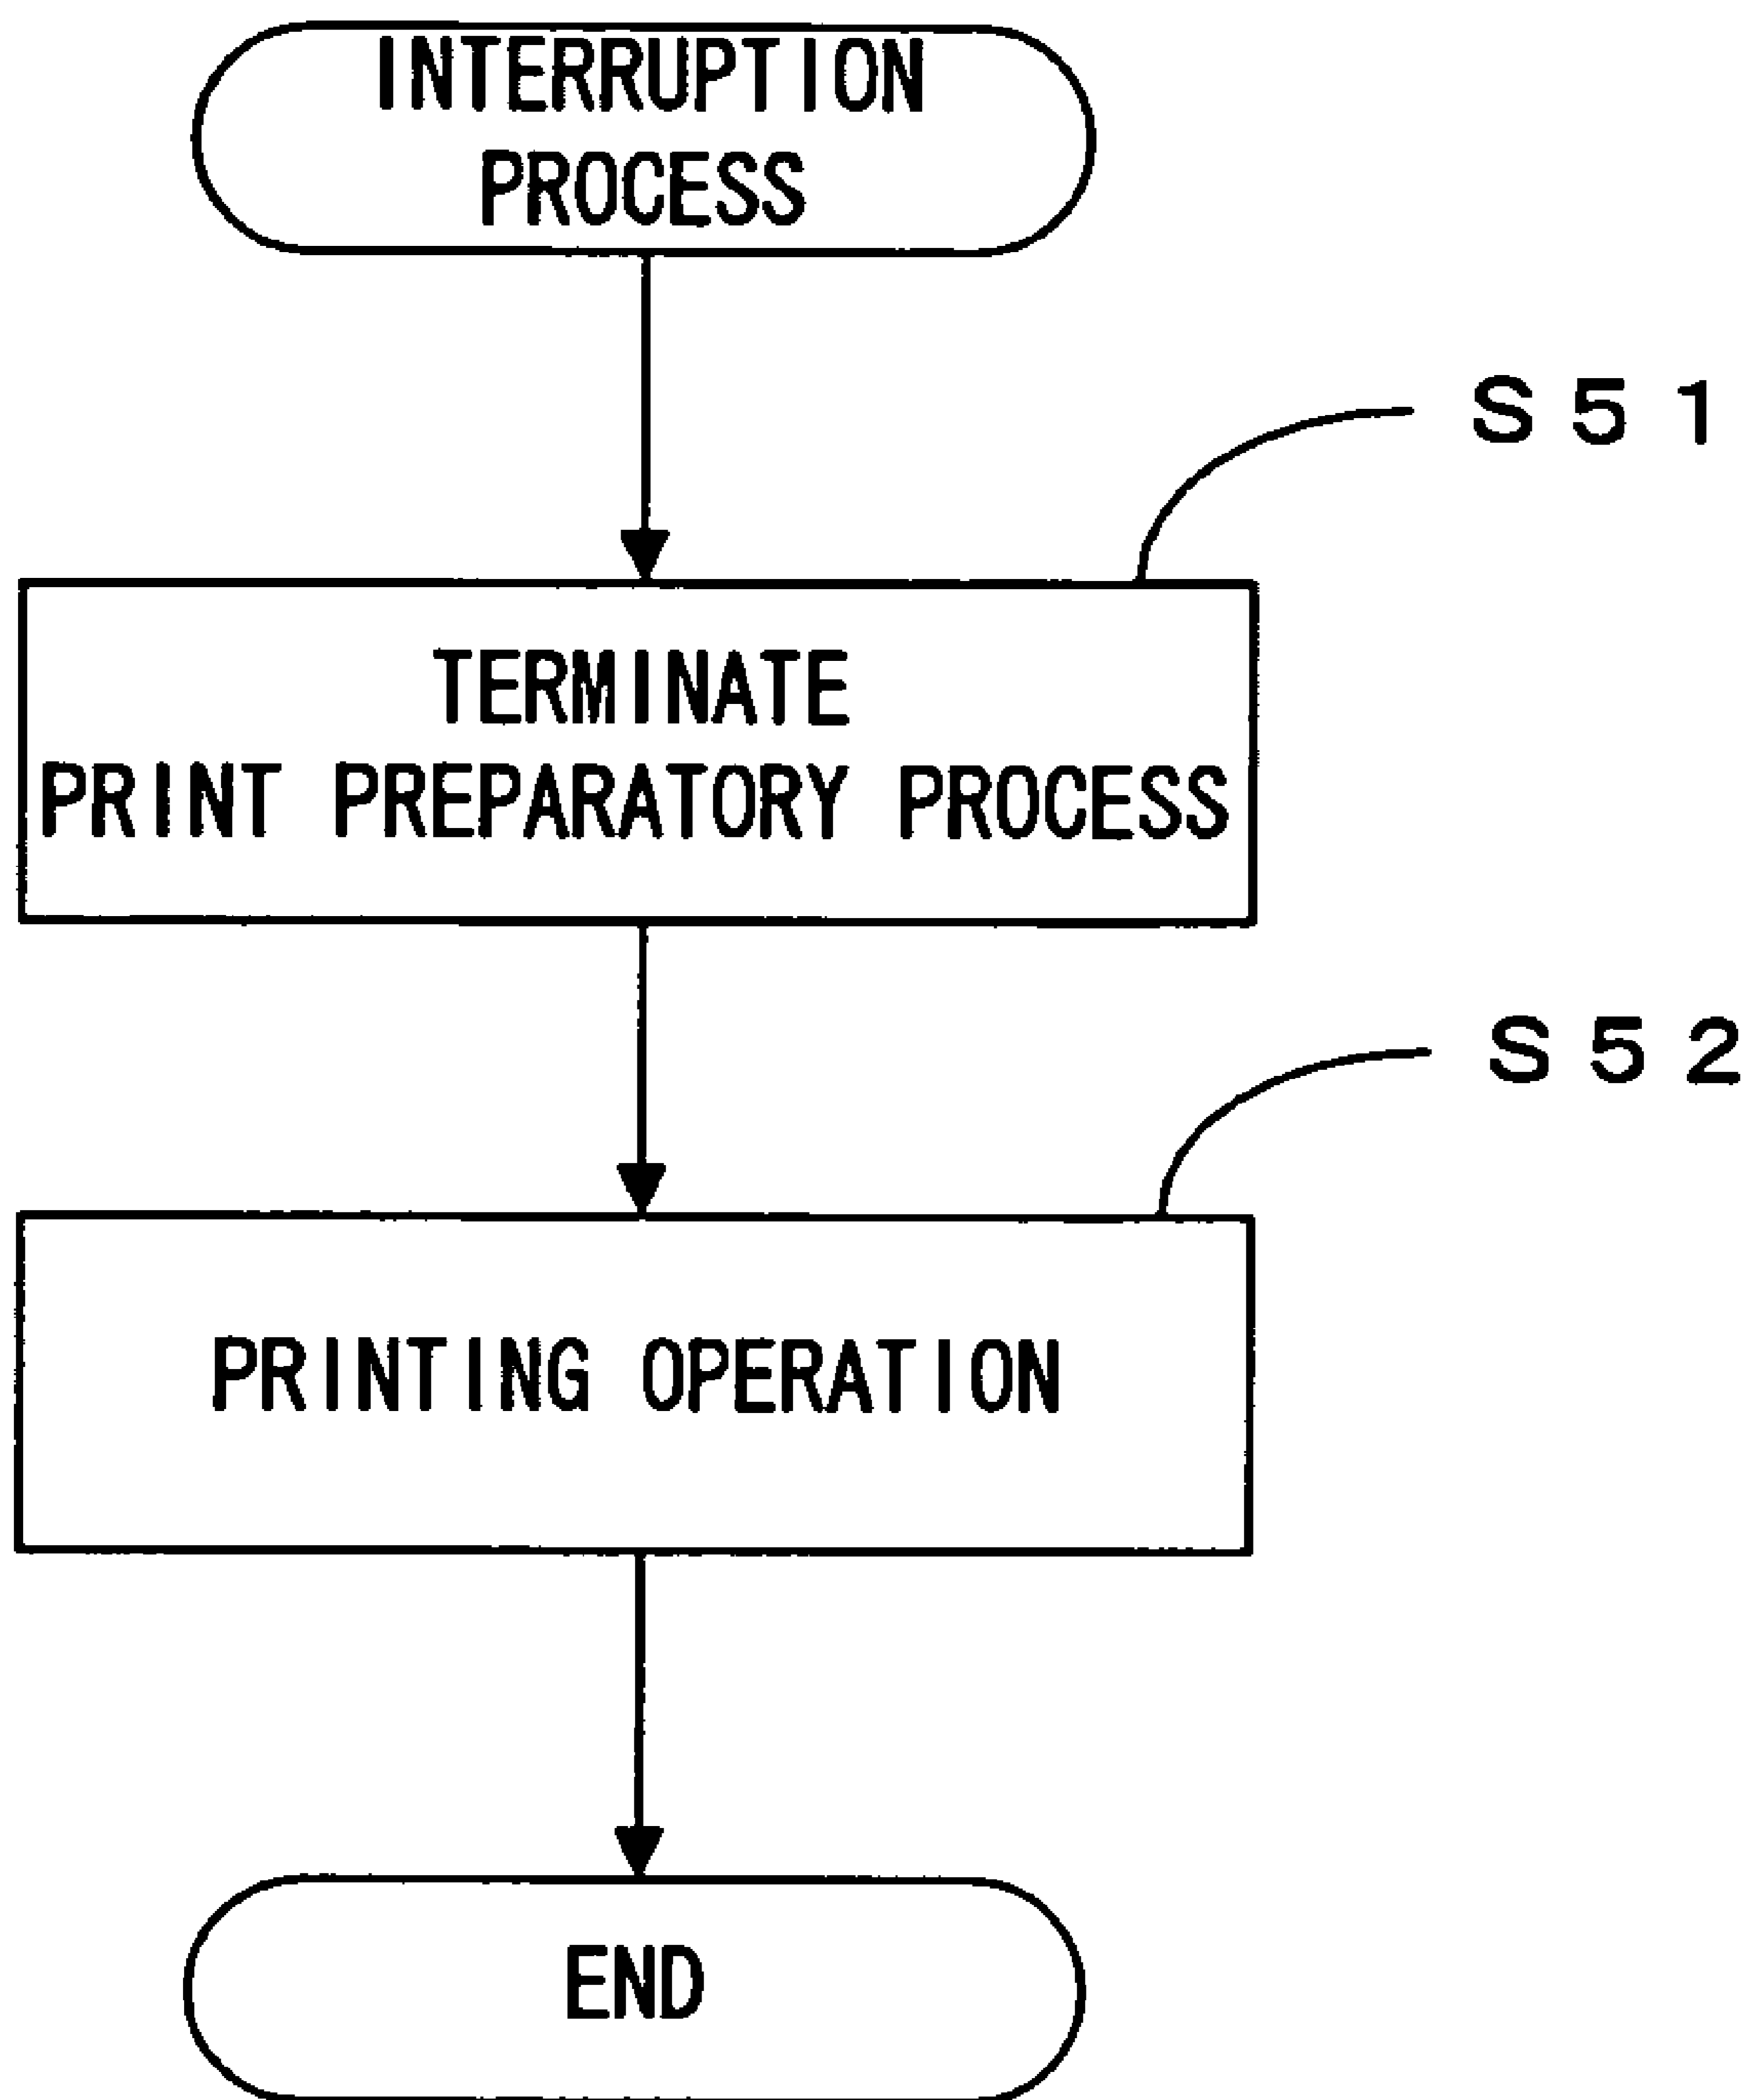 INTERRUPTION
PROCESS
S51
TERMINATE
PRINT PREPARATORY PROCESS
S52
PRINTING OPERATION
END